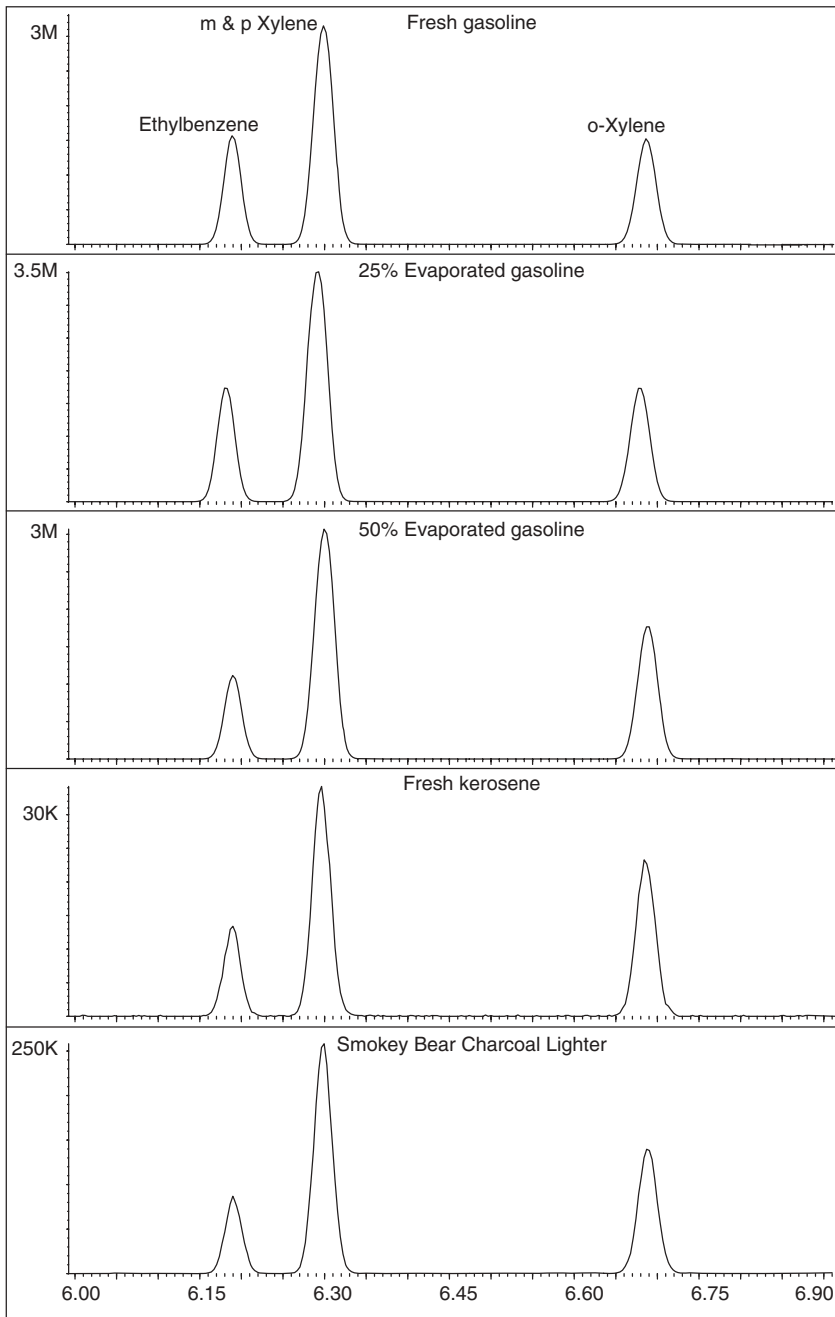 m & p Xylene
Fresh gasoline
3M
Ethylbenzene
o-Xylene
3.5M
25% Evaporated gasoline
3M
50% Evaporated gasoline
Fresh kerosene
30K
250K
Smokey Bear Charcoal Lighter
6.00 6.15 6.30 6.45 6.60 6.75 6.90